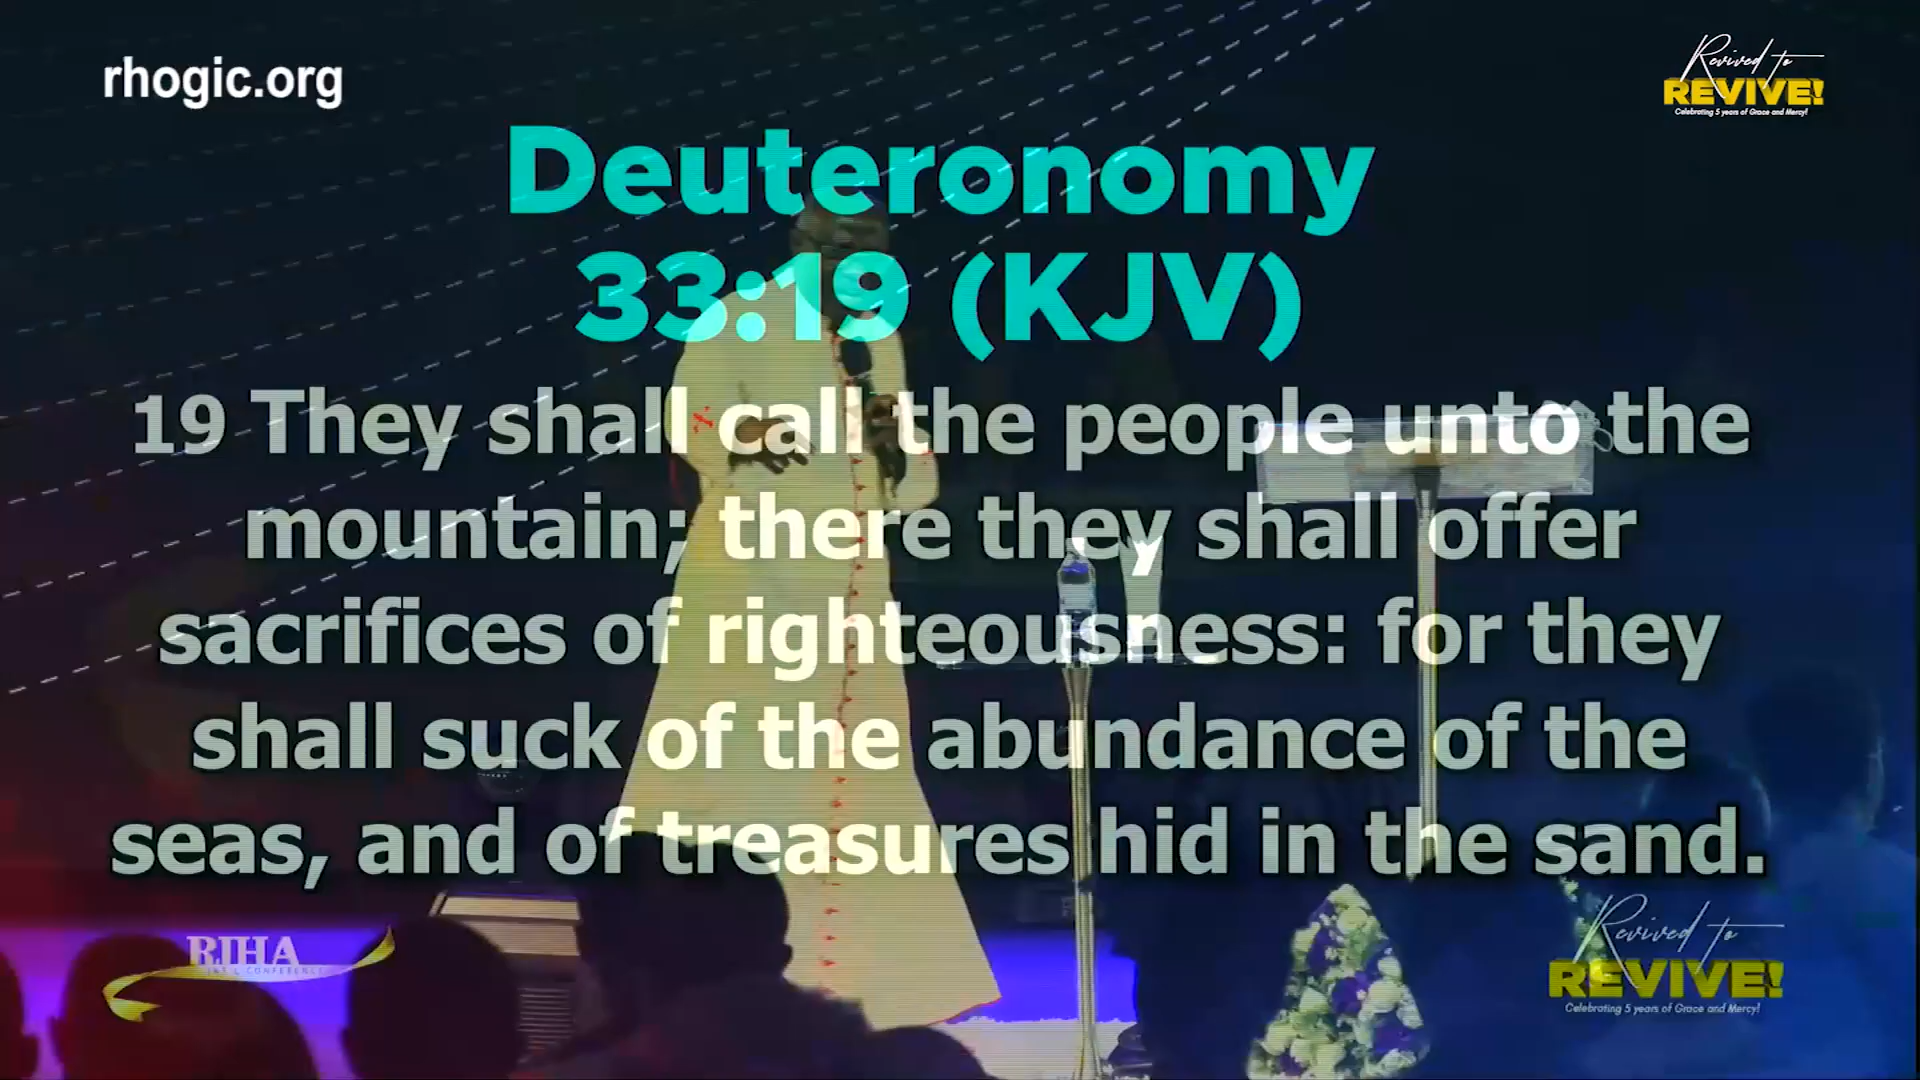 rhogic.org
Revived to
REVIVE!
Celebrating 5 years of Grace and Mercy!
Deuteronomy
33:19 (KJV)
19 They shall call the people unto the
mountain; there they shall offer
sacrifices of righteousness: for they
shall suck of the abundance of the
seas, and of treasures hid in the sand.
RIHA
INT'L CONFERENCE
Revived to
REVIVE!
Celebrating 5 years of Grace and Mercy!